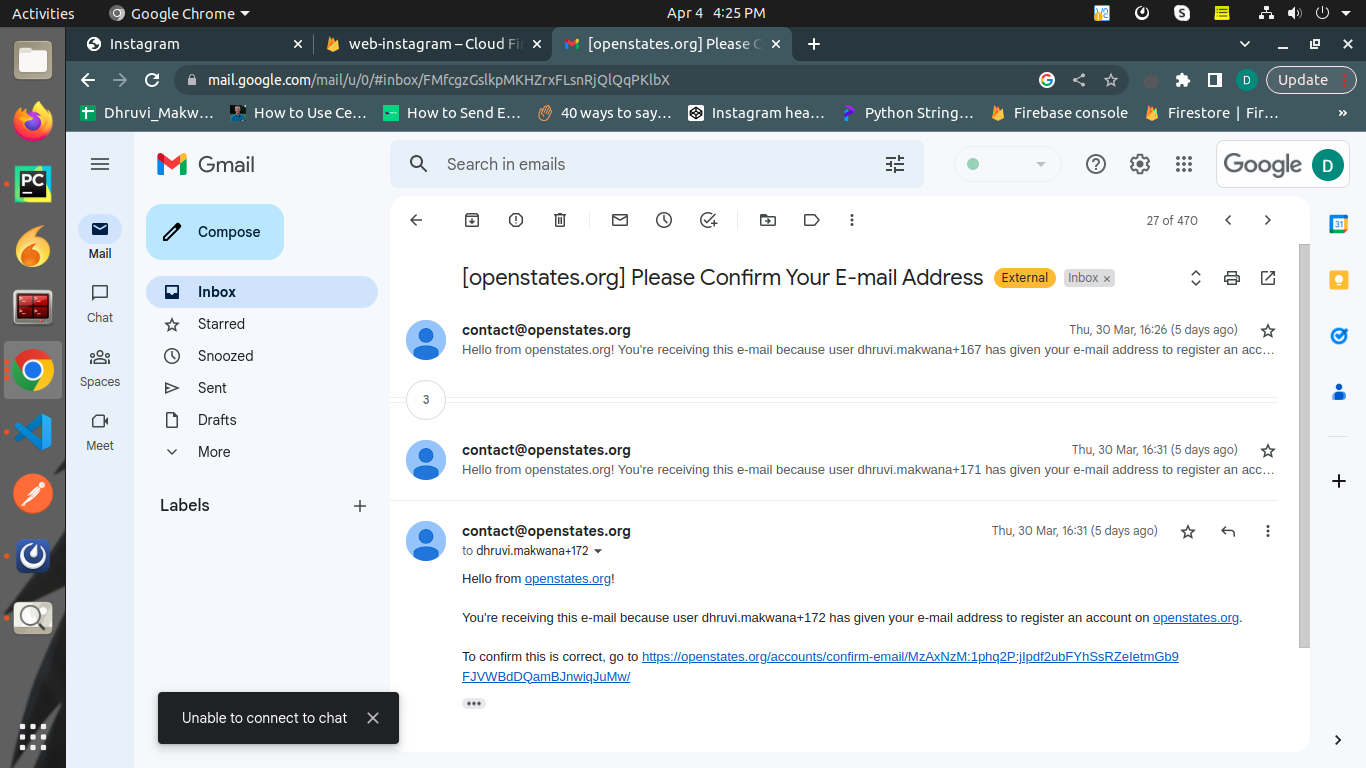 Activities
Google Chrome
Apr 4 4:25 PM
Instagram
web-instagram – Cloud Fi
[openstates.org] Please C
mail.google.com/mail/u/0/#inbox/FMfcgzGslkpMKHZrxFLsnRjQlQqPKlbX
D
Update
Dhruvi_Makw…
How to Use Ce…
How to Send E…
40 ways to say…
Instagram hea…
Python String…
Firebase console
Firestore | Fir…
»
Gmail
Search in emails
Google
D
Compose
27 of 470
Mail
Chat
Spaces
Meet
Inbox
Starred
Snoozed
Sent
Drafts
More
Labels
[openstates.org] Please Confirm Your E-mail Address
External
Inbox ×
contact@openstates.org
Thu, 30 Mar, 16:26 (5 days ago)
Hello from openstates.org! You're receiving this e-mail because user dhruvi.makwana+167 has given your e-mail address to register an acc…
3
contact@openstates.org
Thu, 30 Mar, 16:31 (5 days ago)
Hello from openstates.org! You're receiving this e-mail because user dhruvi.makwana+171 has given your e-mail address to register an acc…
contact@openstates.org
Thu, 30 Mar, 16:31 (5 days ago)
to dhruvi.makwana+172
Hello from openstates.org!
You're receiving this e-mail because user dhruvi.makwana+172 has given your e-mail address to register an account on openstates.org.
To confirm this is correct, go to https://openstates.org/accounts/confirm-email/MzAxNzM:1phq2P:jIpdf2ubFYhSsRZeIetmGb9
FJVWBdDQamBJnwiqJuMw/
Unable to connect to chat
PC
31